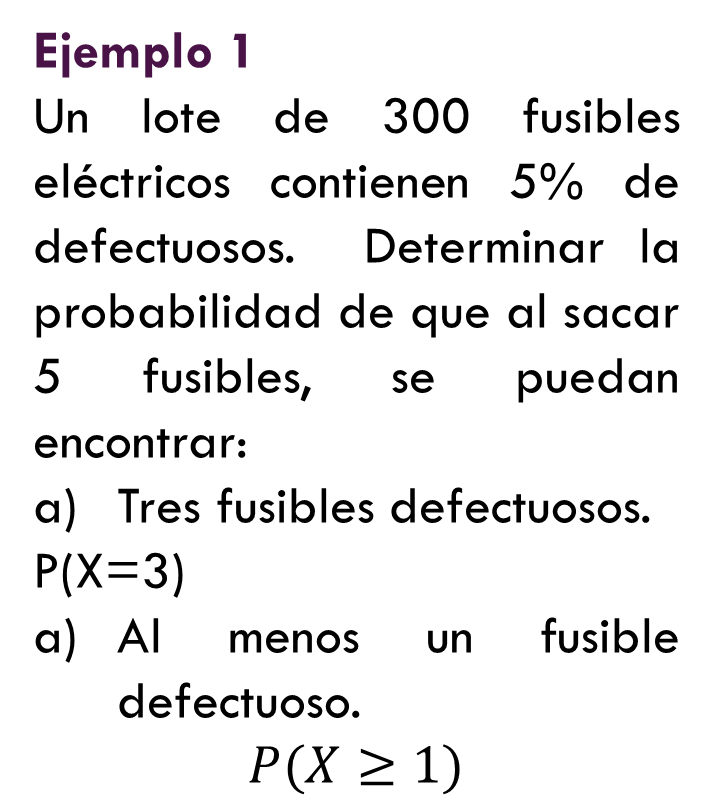 Ejemplo 1
Un lote de 300 fusibles
eléctricos contienen 5% de
defectuosos. Determinar la
probabilidad de que al sacar
5 fusibles, se puedan
encontrar:
a) Tres fusibles defectuosos.
P(X=3)
a) Al menos un fusible
defectuoso.
P(X ≥ 1)